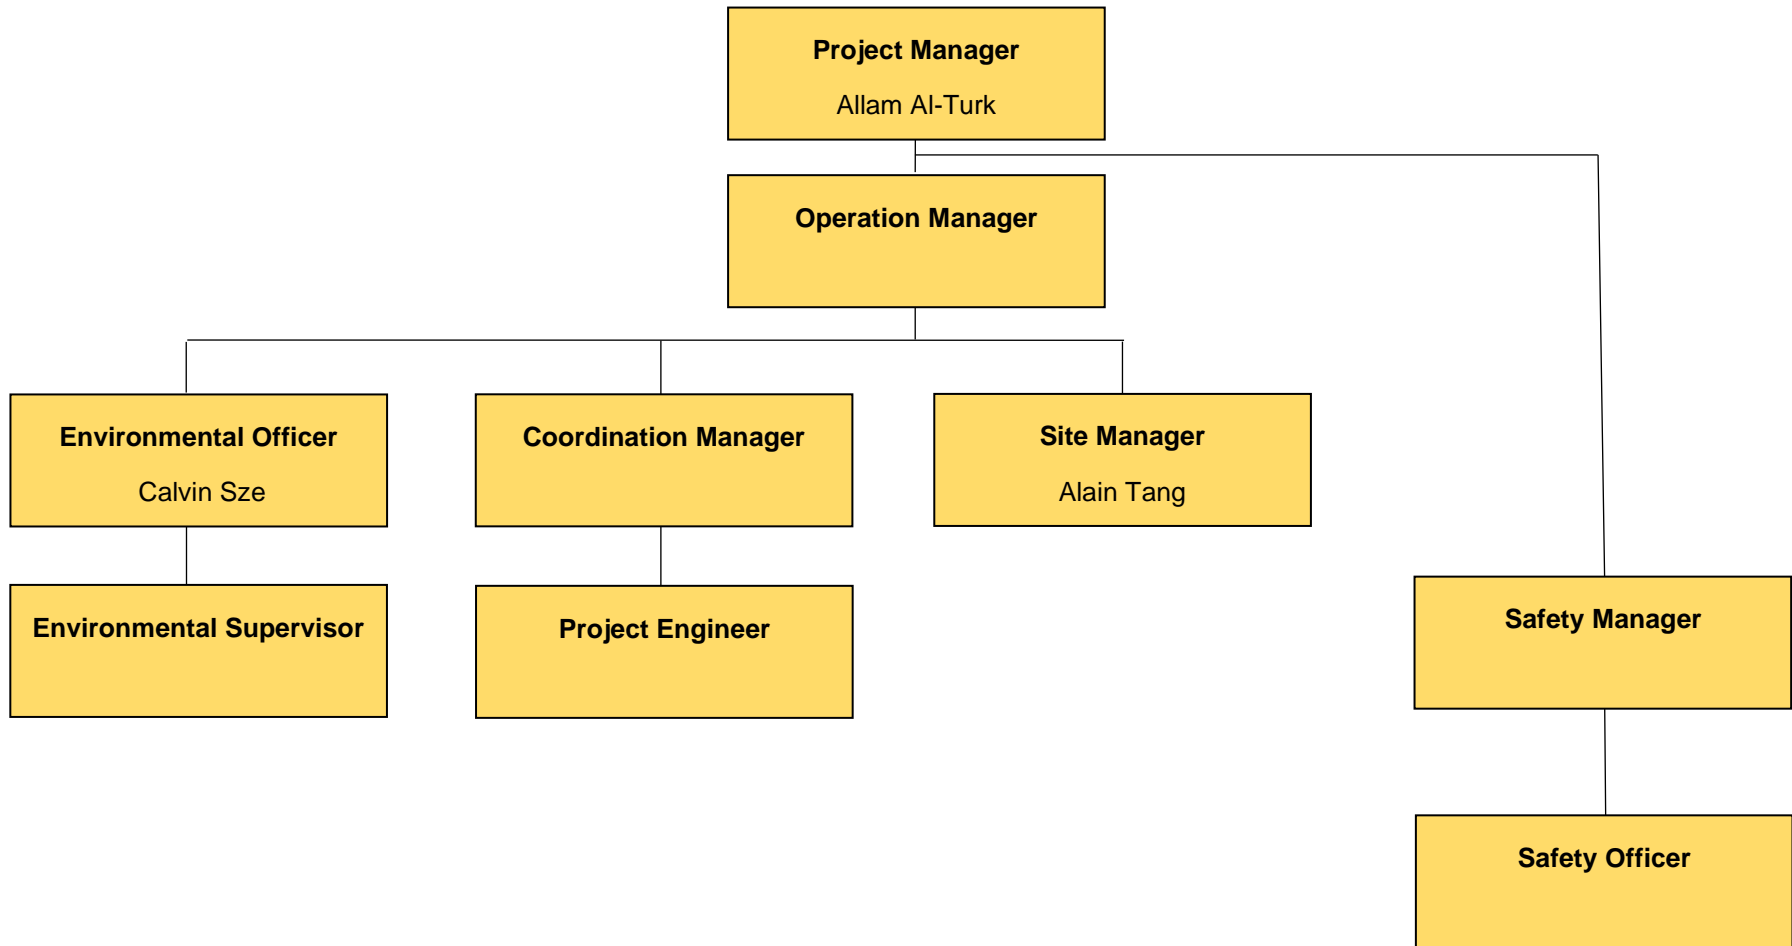 Project Manager
Allam Al-Turk
Operation Manager
Environmental Officer
Calvin Sze
Coordination Manager
Site Manager
Alain Tang
Environmental Supervisor
Project Engineer
Safety Manager
Safety Officer